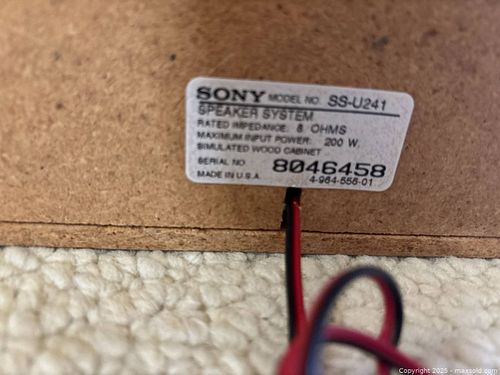 SONY MODEL NO. SS-U241
SPEAKER SYSTEM
RATED IMPEDANCE: 8 OHMS
MAXIMUM INPUT POWER: 200 W.
SIMULATED WOOD CABINET
SERIAL NO 8046458
MADE IN U.S.A 4-964-556-01
Copyright © 2025 - maxsold.com